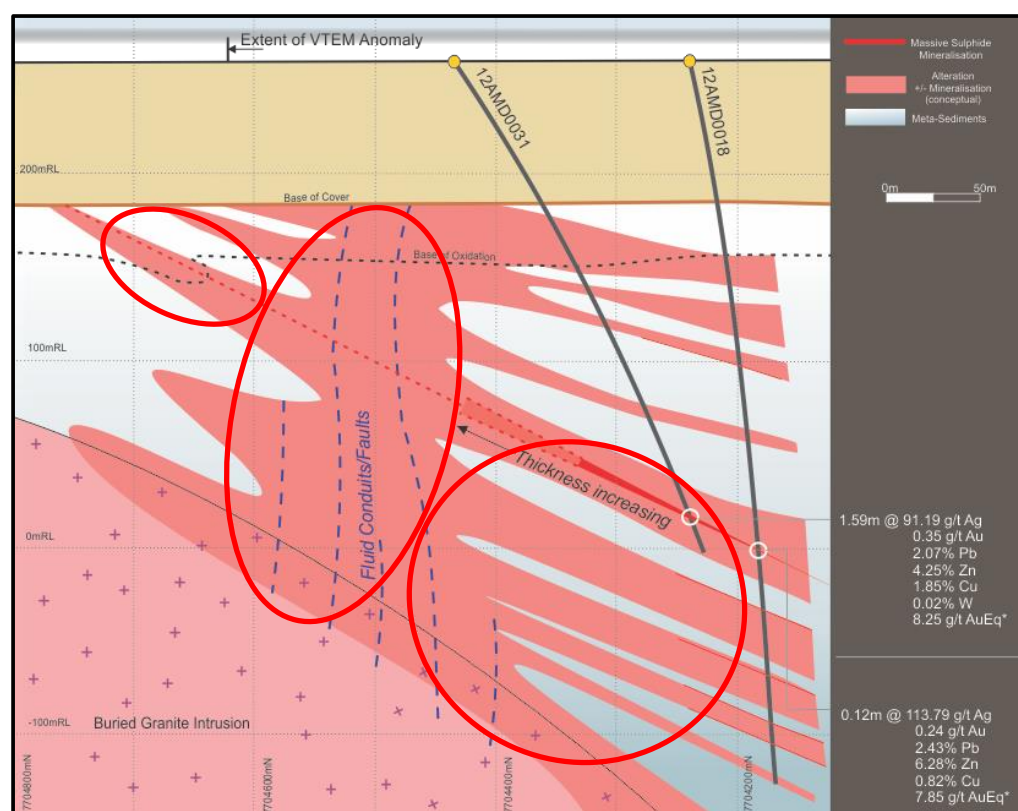 Extent of VTEM Anomaly
12AMD0031
12AMD0018
Massive Sulphide
Mineralisation
Alteration
+/- Mineralisation
(conceptual)
Meta-Sediments
0m
50m
200mRL
Base of Cover
Base of Oxidation
100mRL
Fluid Conduits/Faults
Thickness increasing
0mRL
-100mRL
Buried Granite Intrusion
7704800mN
7704600mN
7704400mN
7704200mN
1.59m @ 91.19 g/t Ag
0.35 g/t Au
2.07% Pb
4.25% Zn
1.85% Cu
0.02% W
8.25 g/t AuEq*
0.12m @ 113.79 g/t Ag
0.24 g/t Au
2.43% Pb
6.28% Zn
0.82% Cu
7.85 g/t AuEq*